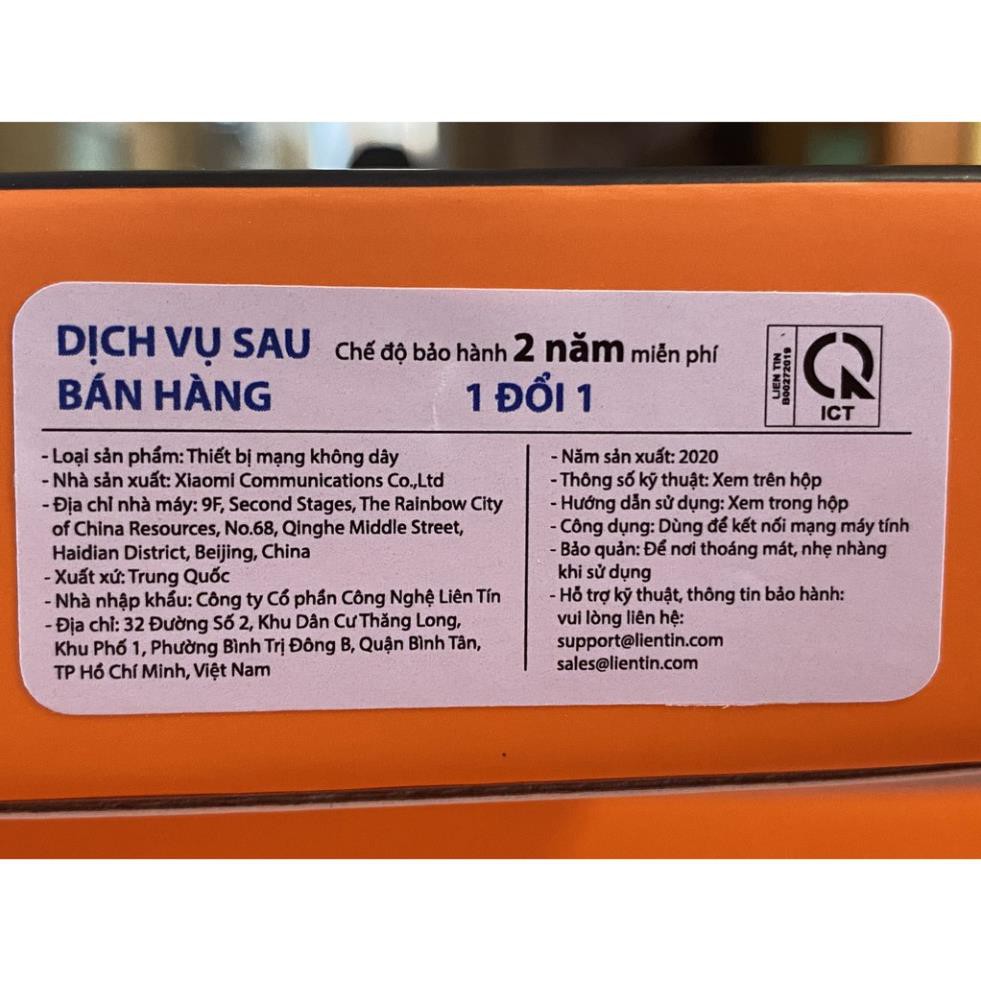 DỊCH VỤ SAU
BÁN HÀNG
Chế độ bảo hành 2 năm miễn phí
1 ĐỔI 1
LIEN TIN
B00272019
ICT
- Loại sản phẩm: Thiết bị mạng không dây
- Nhà sản xuất: Xiaomi Communications Co.,Ltd
- Địa chỉ nhà máy: 9F, Second Stages, The Rainbow City
of China Resources, No.68, Qinghe Middle Street,
Haidian District, Beijing, China
- Xuất xứ: Trung Quốc
- Nhà nhập khẩu: Công ty Cổ phần Công Nghệ Liên Tín
- Địa chỉ: 32 Đường Số 2, Khu Dân Cư Thăng Long,
Khu Phố 1, Phường Bình Trị Đông B, Quận Bình Tân,
TP Hồ Chí Minh, Việt Nam
- Năm sản xuất: 2020
- Thông số kỹ thuật: Xem trên hộp
- Hướng dẫn sử dụng: Xem trong hộp
- Công dụng: Dùng để kết nối mạng máy tính
- Bảo quản: Để nơi thoáng mát, nhẹ nhàng
khi sử dụng
- Hỗ trợ kỹ thuật, thông tin bảo hành:
vui lòng liên hệ:
support@lientin.com
sales@lientin.com